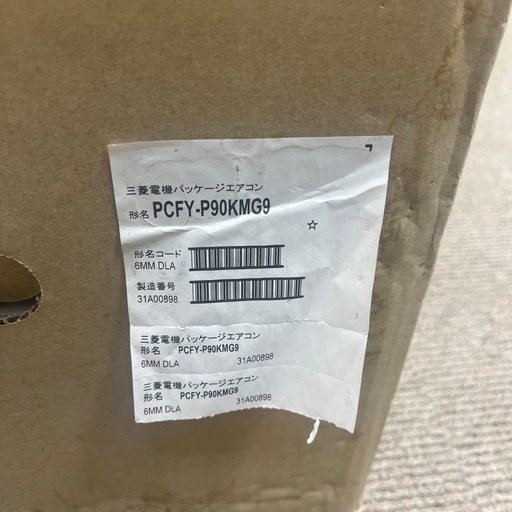 三菱電機パッケージエアコン
形名 PCFY-P90KMG9
☆
形名コード
6MM DLA
製造番号
31A00898
三菱電機パッケージエアコン
形名 PCFY-P90KMG9
6MM DLA 31A00898
三菱電機パッケージエアコン
形名 PCFY-P90KMG9
6MM DLA 31A00898